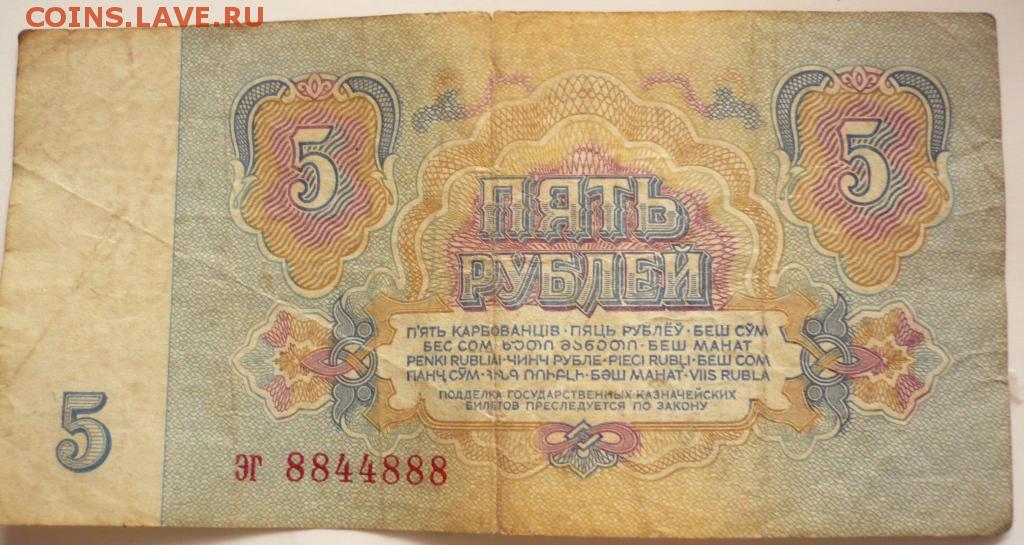 COINS.LAVE.RU
5
5
ПЯТЬ
РУБЛЕЙ
П'ЯТЬ КАРБОВАНЦІВ · ПЯЦЬ РУБЛЁЎ · БЕШ СЎМ
БЕС СОМ · ხუთი მანეთი · БЕШ МАНАТ
PENKI RUBLIAI · ЧИНЧ РУБЛЕ · PIECI RUBĻI · БЕШ СОМ
ПАНҶ СЎМ · ՀԻՆԳ ՌՈՒԲԼԻ · БӘШ МАНАТ · VIIS RUBLA
ПОДДЕЛКА ГОСУДАРСТВЕННЫХ КАЗНАЧЕЙСКИХ
БИЛЕТОВ ПРЕСЛЕДУЕТСЯ ПО ЗАКОНУ
5
ЭГ 8844888